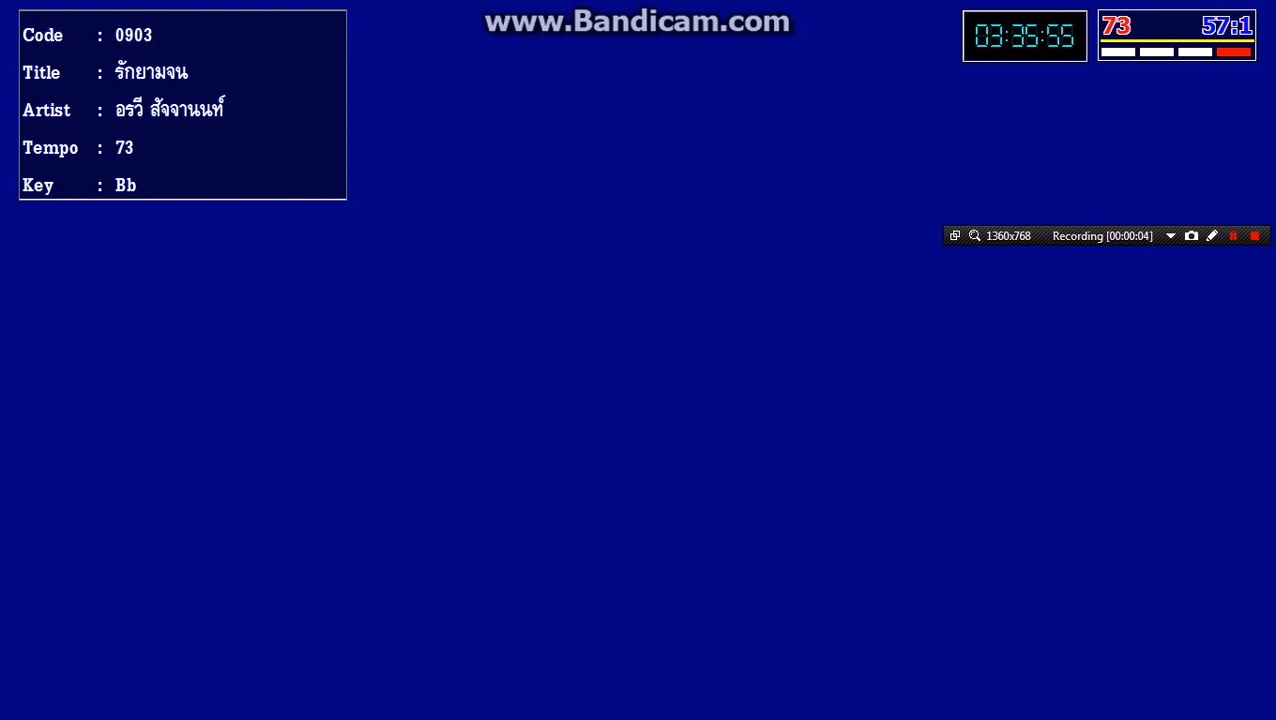 www.Bandicam.com
Code : 0903
Title : รักยามจน
Artist : อรวี สัจจานนท์
Tempo : 73
Key : Bb
03:35:55
73 57:1
1360x768 Recording [00:00:04]